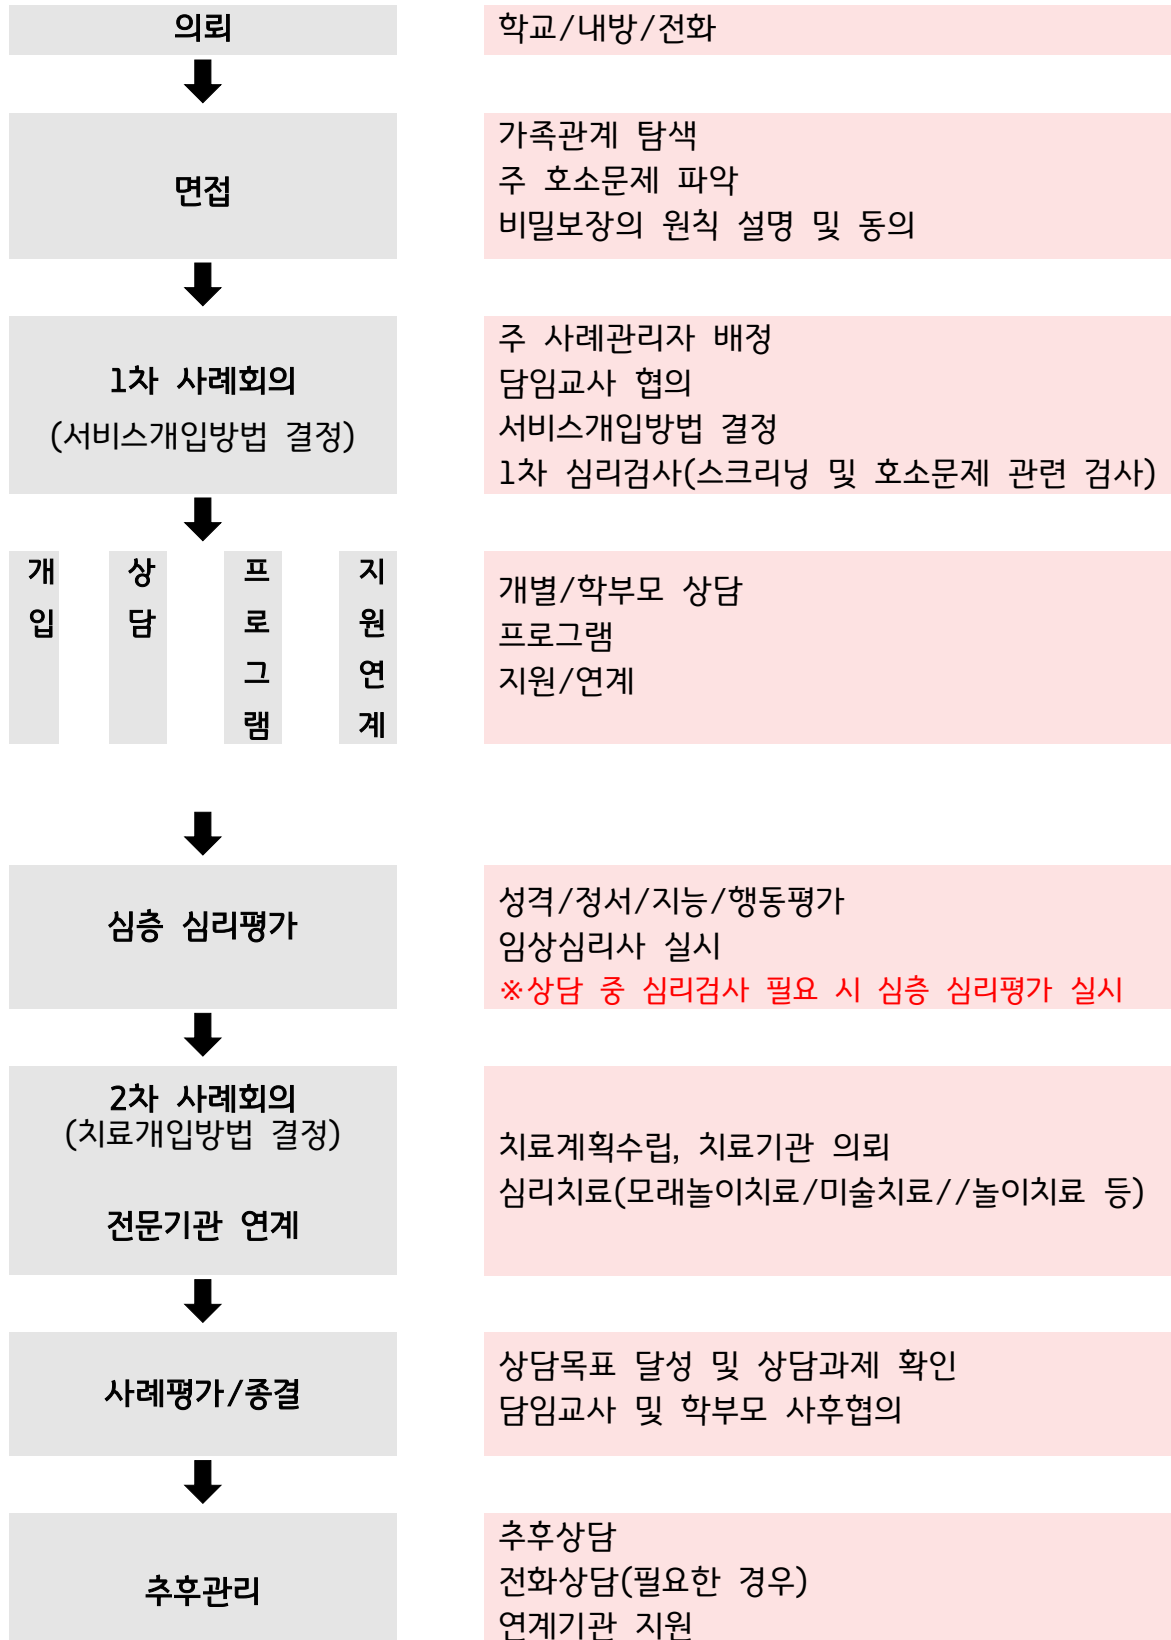 의뢰
학교/내방/전화
면접
가족관계 탐색
주 호소문제 파악
비밀보장의 원칙 설명 및 동의
1차 사례회의
(서비스개입방법 결정)
주 사례관리자 배정
담임교사 협의
서비스개입방법 결정
1차 심리검사(스크리닝 및 호소문제 관련 검사)
개입
상담
프로그램
지원연계
개별/학부모 상담
프로그램
지원/연계
심층 심리평가
성격/정서/지능/행동평가
임상심리사 실시
※상담 중 심리검사 필요 시 심층 심리평가 실시
2차 사례회의
(치료개입방법 결정)
전문기관 연계
치료계획수립, 치료기관 의뢰
심리치료(모래놀이치료/미술치료//놀이치료 등)
사례평가/종결
상담목표 달성 및 상담과제 확인
담임교사 및 학부모 사후협의
추후관리
추후상담
전화상담(필요한 경우)
연계기관 지원